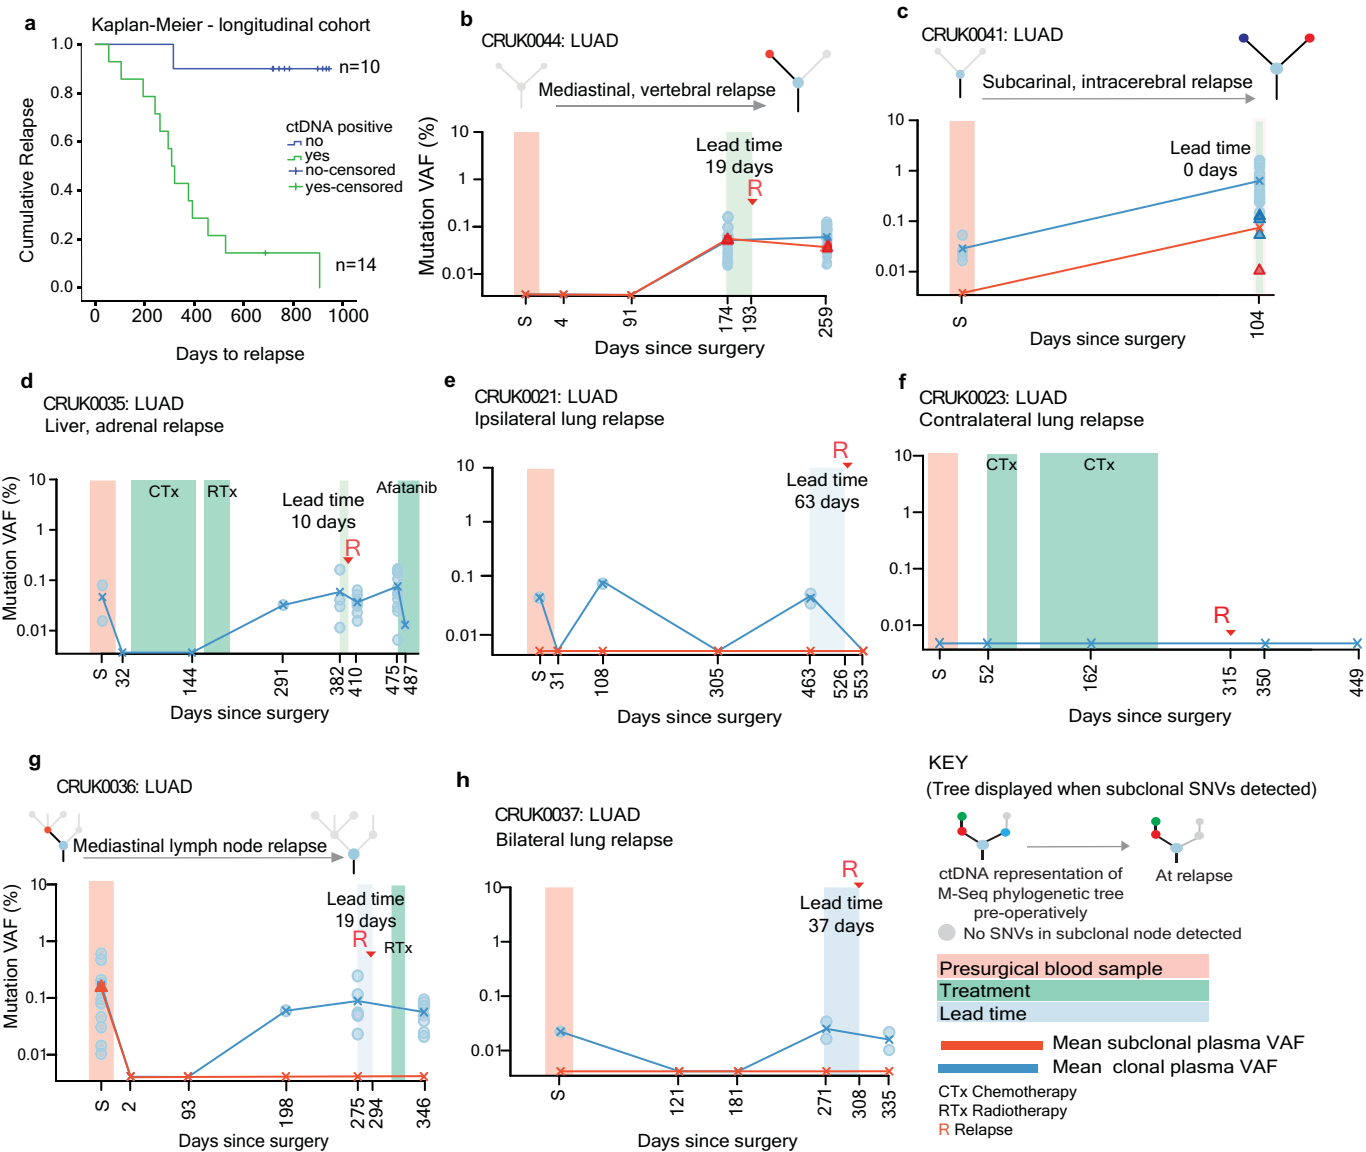 a
Kaplan-Meier - longitudinal cohort
Cumulative Relapse
1.0
0.8
0.6
0.4
0.2
0.0
n=10
ctDNA positive
no
yes
no-censored
yes-censored
n=14
0 200 400 600 800 1000
Days to relapse
b
CRUK0044: LUAD
Mediastinal, vertebral relapse
Mutation VAF (%)
10
1
0.1
0.01
Lead time
19 days
R
S 4 91 174 193 259
Days since surgery
c
CRUK0041: LUAD
Subcarinal, intracerebral relapse
10
1
0.1
0.01
Lead time
0 days
S 104
Days since surgery
d
CRUK0035: LUAD
Liver, adrenal relapse
Mutation VAF (%)
10
1
0.1
0.01
CTx RTx
Lead time
10 days
R
Afatanib
S 32 144 291 382 410 475 487
Days since surgery
e
CRUK0021: LUAD
Ipsilateral lung relapse
10
1
0.1
0.01
R
Lead time
63 days
S 31 108 305 463 526 553
Days since surgery
f
CRUK0023: LUAD
Contralateral lung relapse
10
1
0.1
0.01
CTx CTx
R
S 52 162 315 350 449
Days since surgery
g
CRUK0036: LUAD
Mediastinal lymph node relapse
Mutation VAF (%)
10
1
0.1
0.01
Lead time
19 days
R
RTx
S 2 93 198 275 294 346
Days since surgery
h
CRUK0037: LUAD
Bilateral lung relapse
10
1
0.1
0.01
R
Lead time
37 days
S 121 181 271 308 335
Days since surgery
KEY
(Tree displayed when subclonal SNVs detected)
ctDNA representation of
M-Seq phylogenetic tree
pre-operatively
At relapse
No SNVs in subclonal node detected
Presurgical blood sample
Treatment
Lead time
Mean subclonal plasma VAF
Mean clonal plasma VAF
CTx Chemotherapy
RTx Radiotherapy
R Relapse